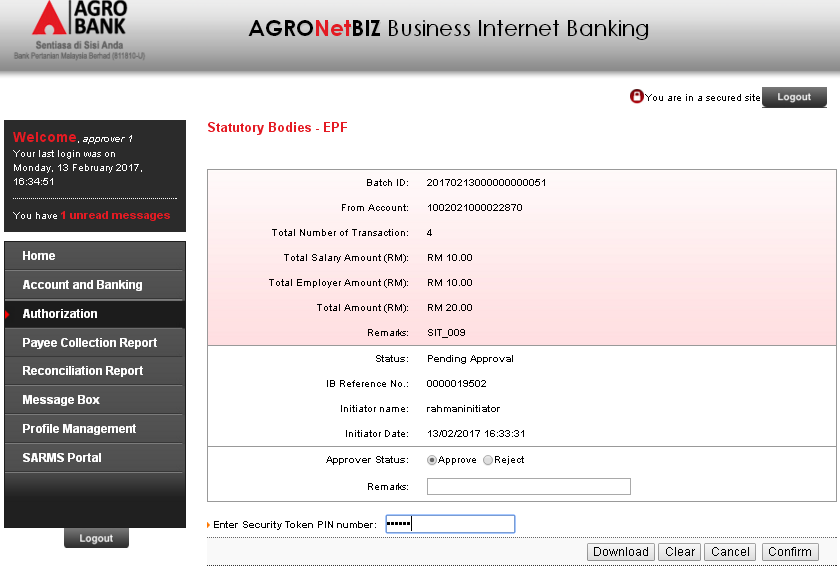 AGRO
BANK
Sentiasa di Sisi Anda
Bank Pertanian Malaysia Berhad (811810-U)
AGRONetBIZ Business Internet Banking
You are in a secured site
Logout
Welcome, approver 1
Your last login was on
Monday, 13 February 2017,
16:34:51
You have 1 unread messages
Home
Account and Banking
Authorization
Payee Collection Report
Reconciliation Report
Message Box
Profile Management
SARMS Portal
Logout
Statutory Bodies - EPF
Batch ID: 20170213000000000051
From Account: 1002021000022870
Total Number of Transaction: 4
Total Salary Amount (RM): RM 10.00
Total Employer Amount (RM): RM 10.00
Total Amount (RM): RM 20.00
Remarks: SIT_009
Status: Pending Approval
IB Reference No.: 0000019502
Initiator name: rahmaninitiator
Initiator Date: 13/02/2017 16:33:31
Approver Status: Approve Reject
Remarks:
Enter Security Token PIN number: ••••••
Download Clear Cancel Confirm